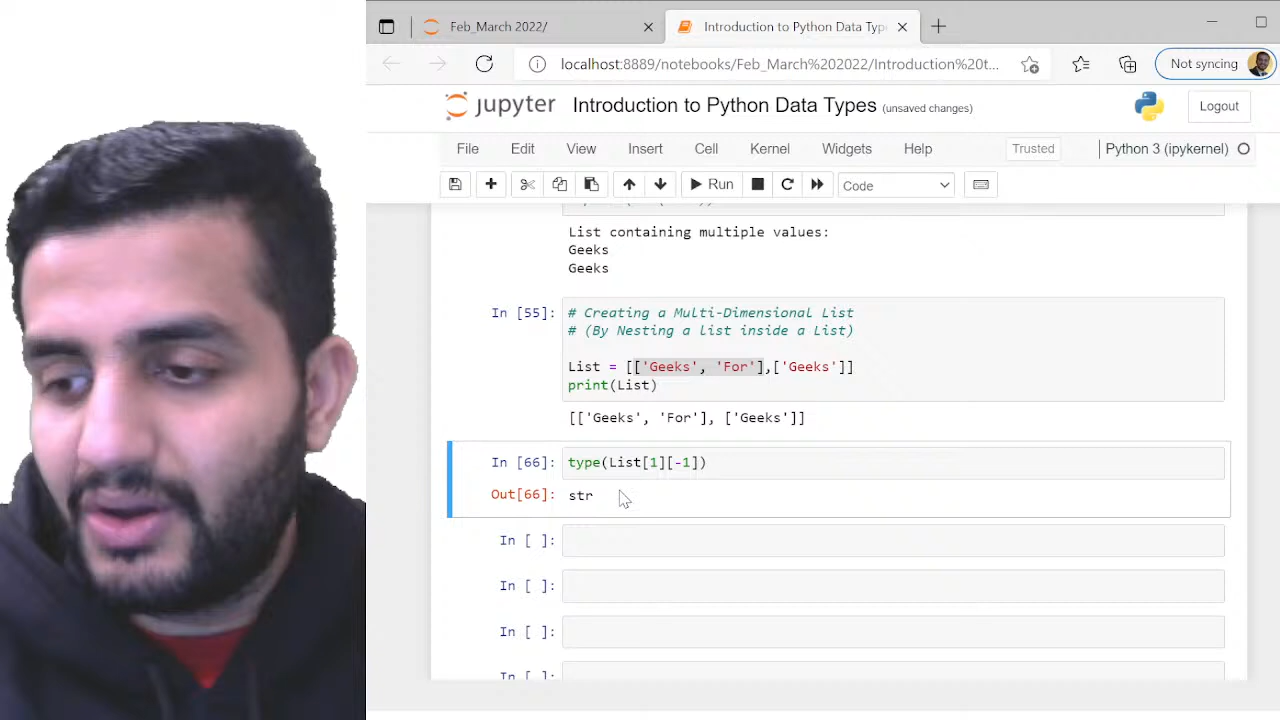 Feb_March 2022/
Introduction to Python Data Type
localhost:8889/notebooks/Feb_March%202022/Introduction%20t...
Not syncing
jupyter
Introduction to Python Data Types (unsaved changes)
Logout
File Edit View Insert Cell Kernel Widgets Help
Trusted
Python 3 (ipykernel)
Run
Code
List containing multiple values:
Geeks
Geeks
In [55]:
# Creating a Multi-Dimensional List
# (By Nesting a list inside a List)
List = [['Geeks', 'For'],['Geeks']]
print(List)
[['Geeks', 'For'], ['Geeks']]
In [66]: type(List[1][-1])
Out[66]: str
In [ ]:
In [ ]:
In [ ]:
In [ ]: